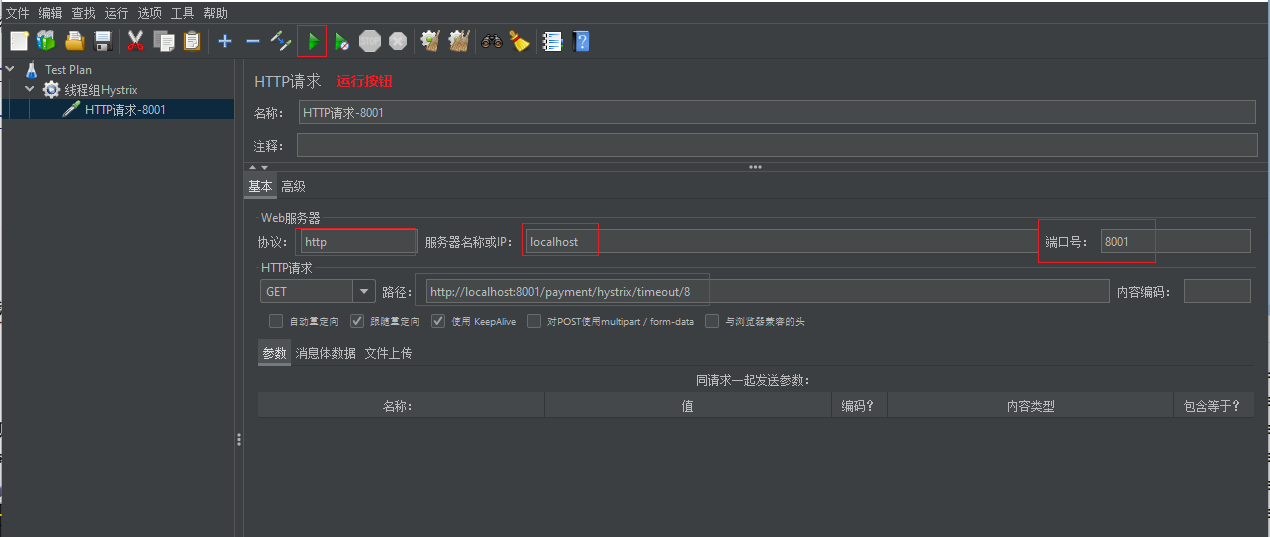 文件 编辑 查找 运行 选项 工具 帮助
STOP
Test Plan
线程组Hystrix
HTTP请求-8001
HTTP请求 运行按钮
名称： HTTP请求-8001
注释：
基本 高级
Web服务器
协议： http 服务器名称或IP： localhost 端口号： 8001
HTTP请求
GET 路径： http://localhost:8001/payment/hystrix/timeout/8 内容编码：
自动重定向 跟随重定向 使用 KeepAlive 对POST使用multipart / form-data 与浏览器兼容的头
参数 消息体数据 文件上传
同请求一起发送参数：
名称： 值 编码？ 内容类型 包含等于？